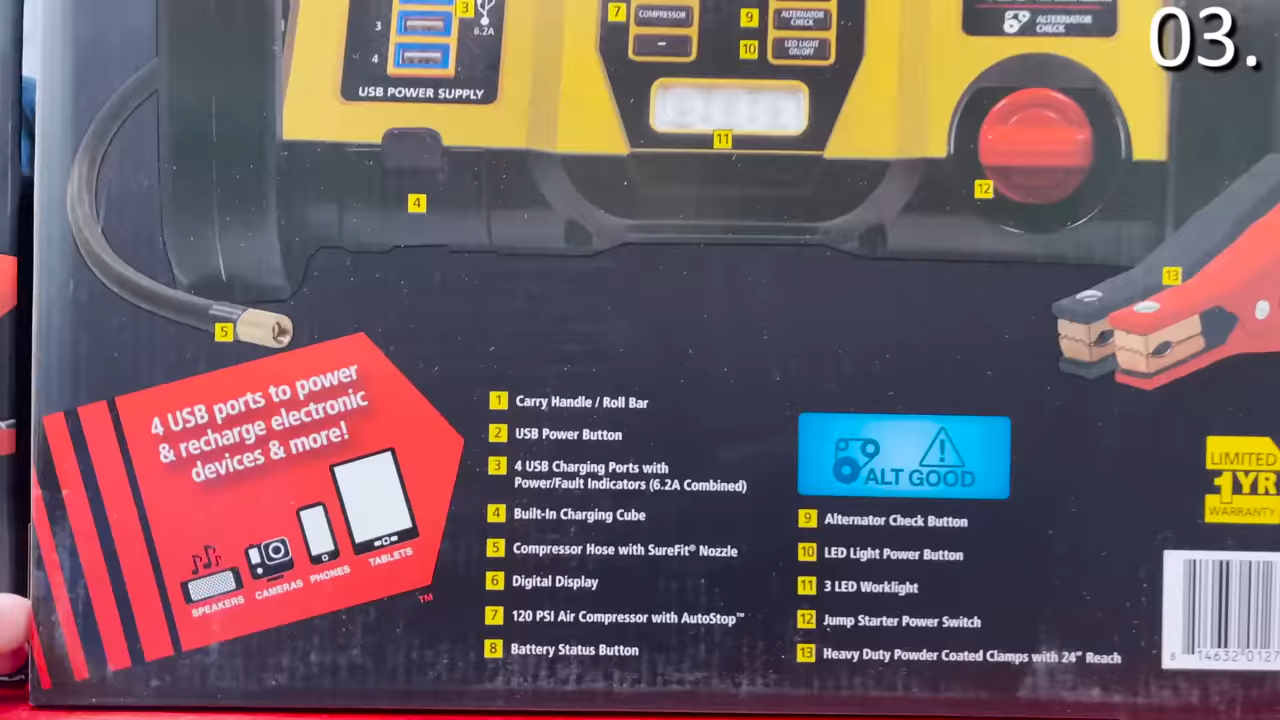 03.
3
3
6.2A
4
USB POWER SUPPLY
7
COMPRESSOR
–
9
ALTERNATOR
CHECK
10
LED LIGHT
ON/OFF
11
ALTERNATOR
CHECK
12
4
5
13
4 USB ports to power
& recharge electronic
devices & more!
SPEAKERS
CAMERAS
PHONES
TABLETS
TM
1 Carry Handle / Roll Bar
2 USB Power Button
3 4 USB Charging Ports with
Power/Fault Indicators (6.2A Combined)
4 Built-In Charging Cube
5 Compressor Hose with SureFit® Nozzle
6 Digital Display
7 120 PSI Air Compressor with AutoStop™
8 Battery Status Button
ALT GOOD
9 Alternator Check Button
10 LED Light Power Button
11 3 LED Worklight
12 Jump Starter Power Switch
13 Heavy Duty Powder Coated Clamps with 24" Reach
LIMITED
1YR
WARRANTY
8 14632-0127